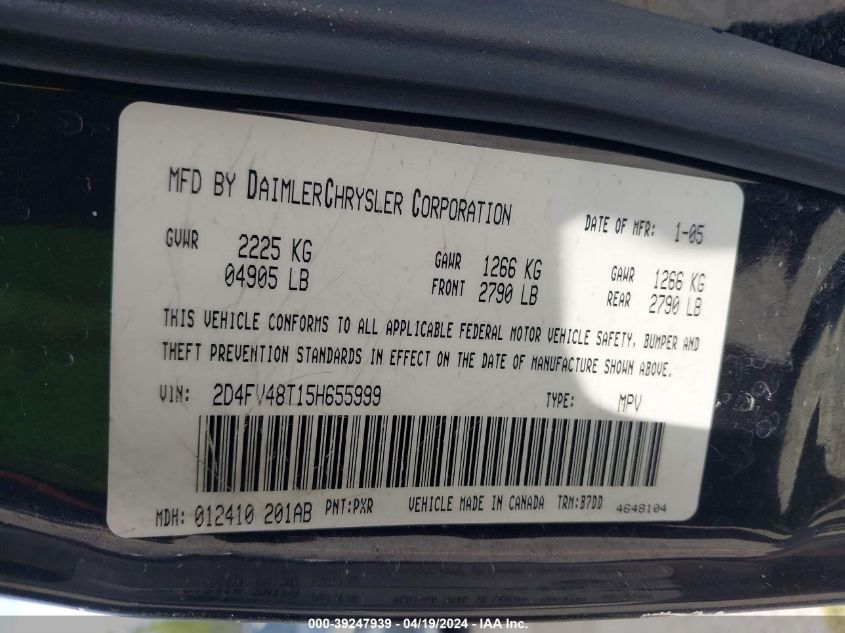 MFD BY DAIMLERCHRYSLER CORPORATION
DATE OF MFR: 1-05
GVWR 2225 KG
04905 LB
GAWR 1266 KG
FRONT 2790 LB
GAWR 1266 KG
REAR 2790 LB
THIS VEHICLE CONFORMS TO ALL APPLICABLE FEDERAL MOTOR VEHICLE SAFETY, BUMPER AND
THEFT PREVENTION STANDARDS IN EFFECT ON THE DATE OF MANUFACTURE SHOWN ABOVE.
VIN: 2D4FV48T15H655999 TYPE: MPV
MDH: 012410 201AB PNT:PXR VEHICLE MADE IN CANADA TRM:B7DD 4648104
000-39247939 - 04/19/2024 - IAA Inc.